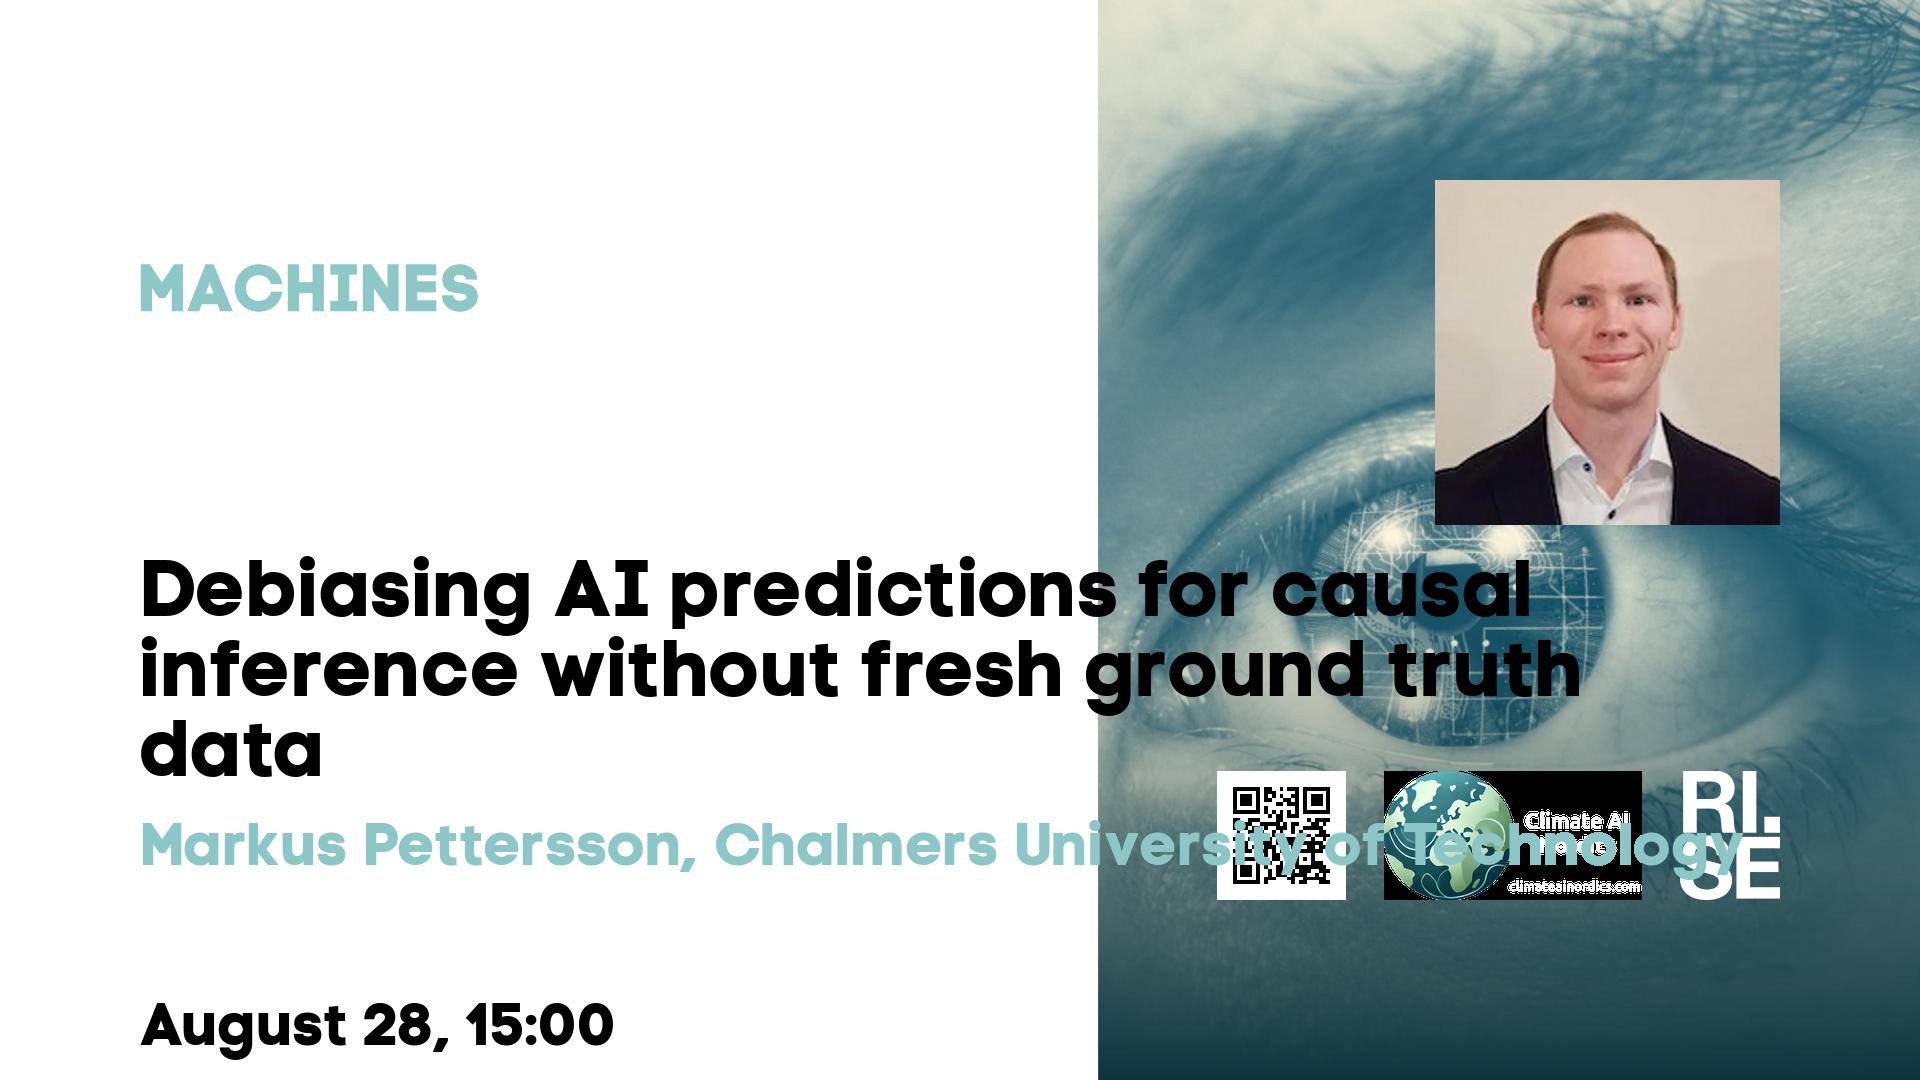 MACHINES
Debiasing AI predictions for causal
inference without fresh ground truth
data
Markus Pettersson, Chalmers University of Technology
Climate AI
climateainordics.com
RI.
SE
August 28, 15:00